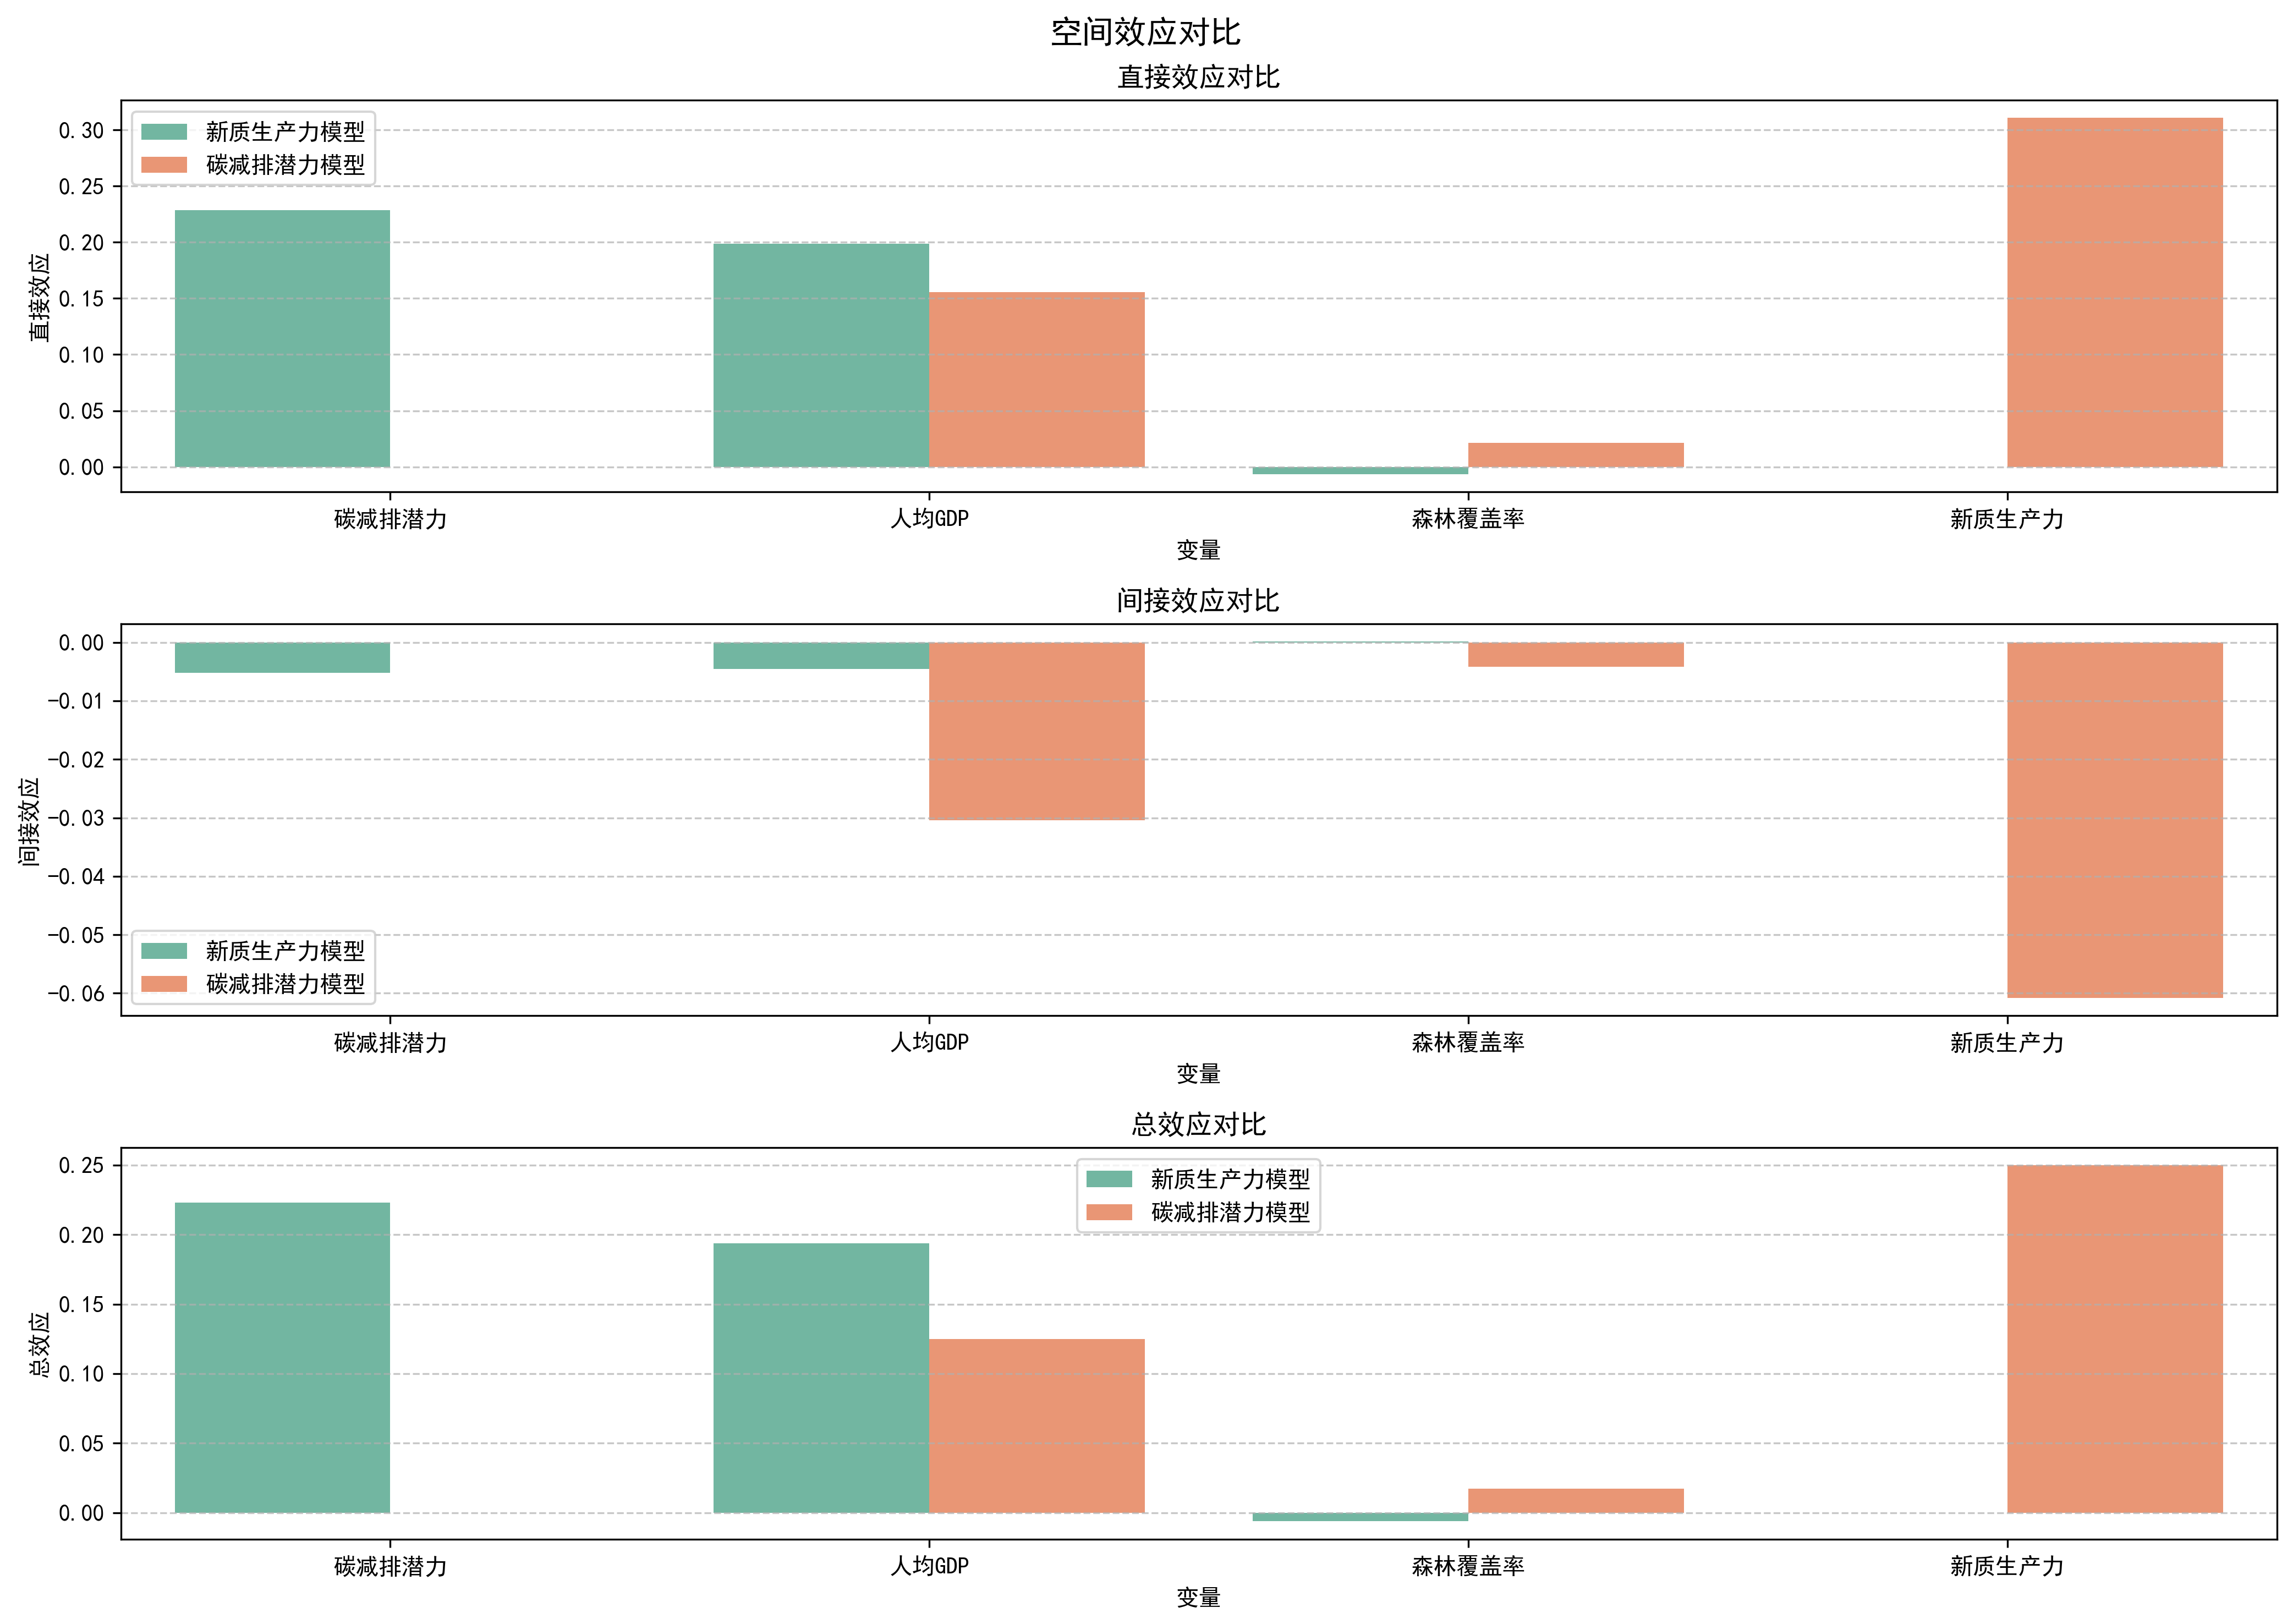 空间效应对比
直接效应对比
新质生产力模型
碳减排潜力模型
直接效应
0.30
0.25
0.20
0.15
0.10
0.05
0.00
碳减排潜力
人均GDP
森林覆盖率
新质生产力
变量
间接效应对比
间接效应
0.00
−0.01
−0.02
−0.03
−0.04
−0.05
−0.06
新质生产力模型
碳减排潜力模型
碳减排潜力
人均GDP
森林覆盖率
新质生产力
变量
总效应对比
新质生产力模型
碳减排潜力模型
总效应
0.25
0.20
0.15
0.10
0.05
0.00
碳减排潜力
人均GDP
森林覆盖率
新质生产力
变量